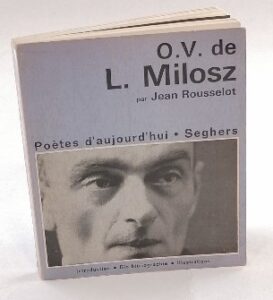 O.V. de
L. Milosz
par Jean Rousselot
Poètes d'aujourd'hui • Seghers